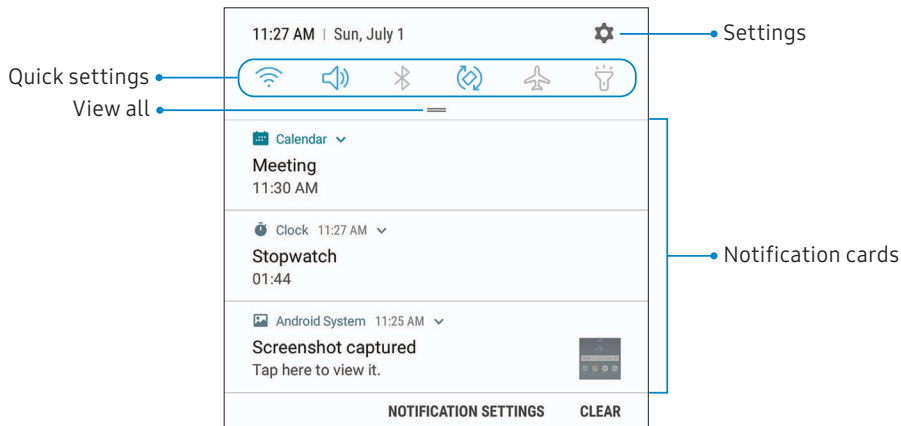 11:27 AM | Sun, July 1
Settings
Quick settings
View all
Calendar
Meeting
11:30 AM
Clock 11:27 AM
Stopwatch
01:44
Notification cards
Android System 11:25 AM
Screenshot captured
Tap here to view it.
NOTIFICATION SETTINGS CLEAR